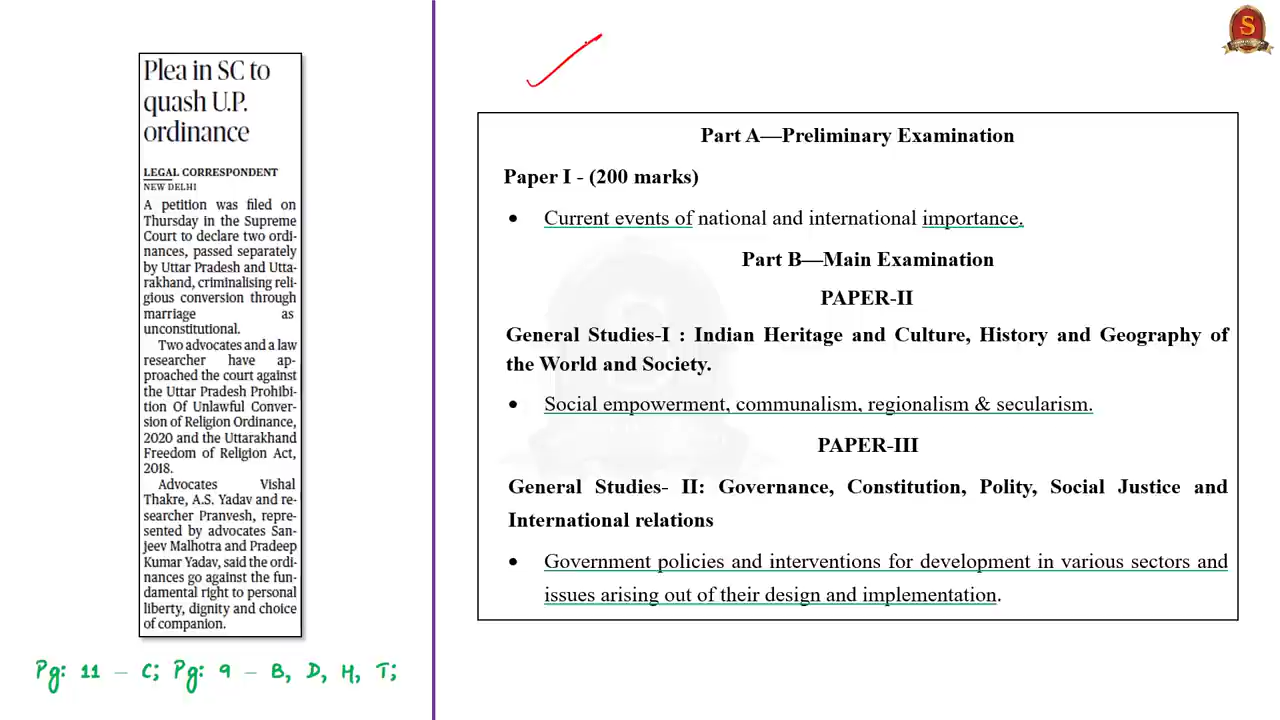 Plea in SC to
quash U.P.
ordinance
LEGAL CORRESPONDENT
NEW DELHI
A petition was filed on
Thursday in the Supreme
Court to declare two ordi-
nances, passed separately
by Uttar Pradesh and Utta-
rakhand, criminalising reli-
gious conversion through
marriage as
unconstitutional.
Two advocates and a law
researcher have ap-
proached the court against
the Uttar Pradesh Prohibi-
tion Of Unlawful Conver-
sion of Religion Ordinance,
2020 and the Uttarakhand
Freedom of Religion Act,
2018.
Advocates Vishal
Thakre, A.S. Yadav and re-
searcher Pranvesh, repre-
sented by advocates San-
jeev Malhotra and Pradeep
Kumar Yadav, said the ordi-
nances go against the fun-
damental right to personal
liberty, dignity and choice
of companion.
Pg: 11 – C; Pg: 9 – B, D, H, T;
S
Part A—Preliminary Examination
Paper I - (200 marks)
• Current events of national and international importance.
Part B—Main Examination
PAPER-II
General Studies-I : Indian Heritage and Culture, History and Geography of
the World and Society.
• Social empowerment, communalism, regionalism & secularism.
PAPER-III
General Studies- II: Governance, Constitution, Polity, Social Justice and
International relations
• Government policies and interventions for development in various sectors and
issues arising out of their design and implementation.